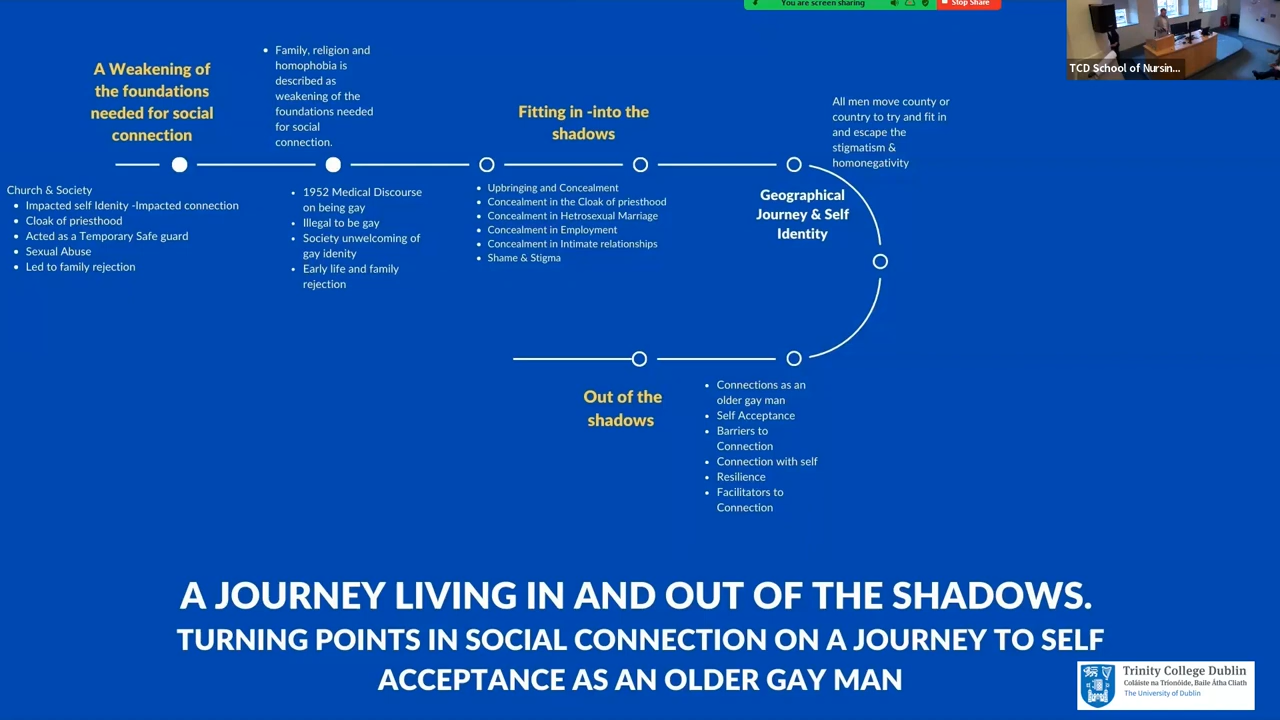 You are screen sharing
Stop Share
TCD School of Nursin...
A Weakening of
the foundations
needed for social
connection
Family, religion and
homophobia is
described as
weakening of the
foundations needed
for social
connection.
Fitting in -into the
shadows
All men move county or
country to try and fit in
and escape the
stigmatism &
homonegativity
Church & Society
Impacted self Idenity -Impacted connection
Cloak of priesthood
Acted as a Temporary Safe guard
Sexual Abuse
Led to family rejection
1952 Medical Discourse
on being gay
Illegal to be gay
Society unwelcoming of
gay idenity
Early life and family
rejection
Upbringing and Concealment
Concealment in the Cloak of priesthood
Concealment in Hetrosexual Marriage
Concealment in Employment
Concealment in Intimate relationships
Shame & Stigma
Geographical
Journey & Self
Identity
Out of the
shadows
Connections as an
older gay man
Self Acceptance
Barriers to
Connection
Connection with self
Resilience
Facilitators to
Connection
A JOURNEY LIVING IN AND OUT OF THE SHADOWS.
TURNING POINTS IN SOCIAL CONNECTION ON A JOURNEY TO SELF
ACCEPTANCE AS AN OLDER GAY MAN
Trinity College Dublin
Coláiste na Tríonóide, Baile Átha Cliath
The University of Dublin